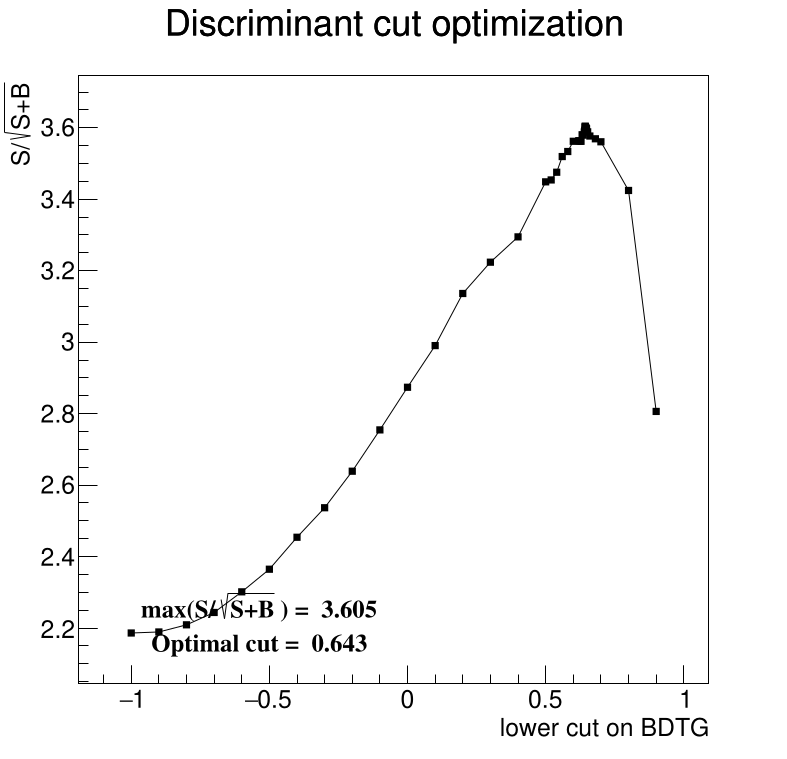 Discriminant cut optimization
S/√S+B
3.6
3.4
3.2
3
2.8
2.6
2.4
2.2
max(S/√S+B ) = 3.605
Optimal cut = 0.643
−1 −0.5 0 0.5 1
lower cut on BDTG